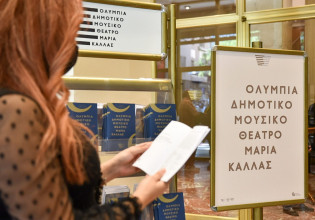 ΟΛΥΜΠΙΑ
ΔΗΜΟΤΙΚΟ
ΜΟΥΣΙΚΟ
ΘΕΑΤΡΟ
ΜΑΡΙΑ
ΚΑΛΛΑΣ
ΟΛΥΜΠΙΑ
ΔΗΜΟΤΙΚΟ
ΜΟΥΣΙΚΟ
ΘΕΑΤΡΟ
ΜΑΡΙΑ
ΚΑΛΛΑΣ